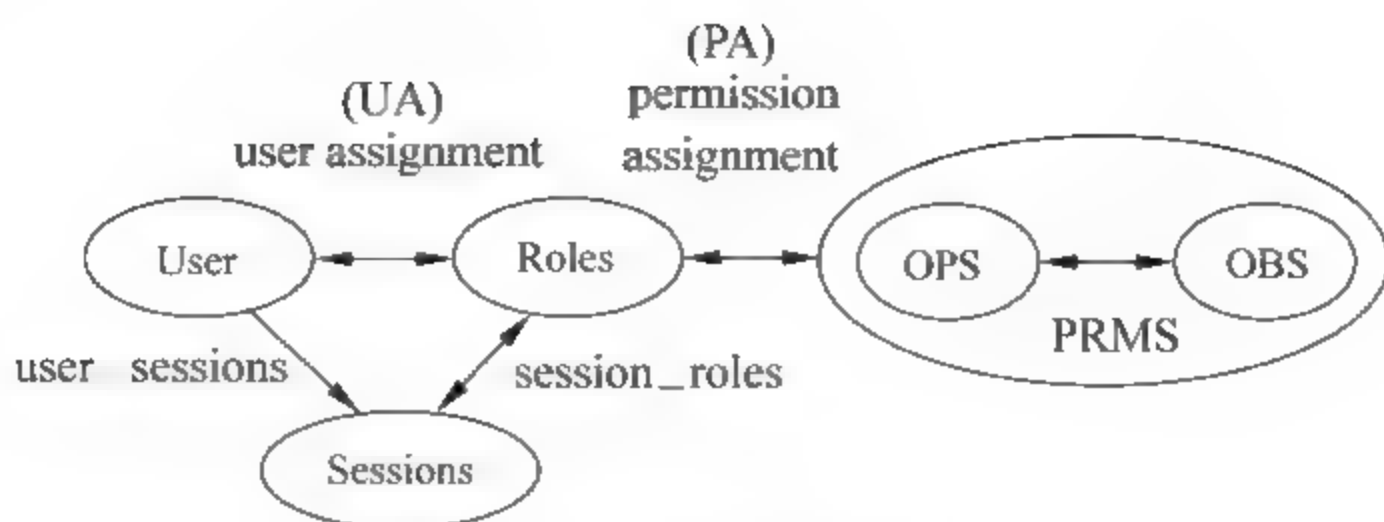 (UA)
user assignment
(PA)
permission
assignment
User
Roles
OPS
OBS
PRMS
user sessions
session_roles
Sessions